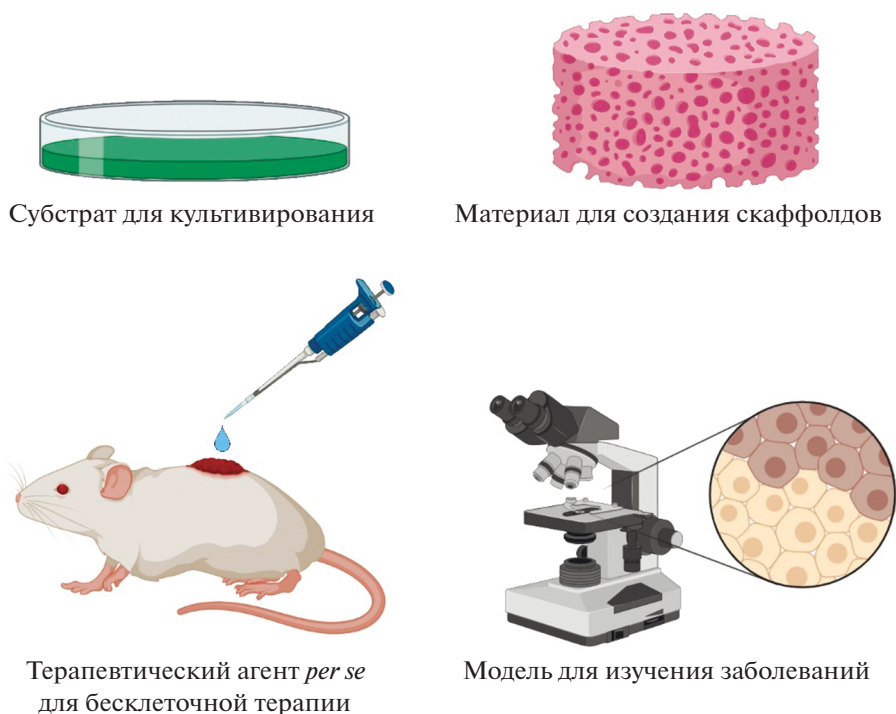 Субстрат для культивирования
Материал для создания скаффолдов
Терапевтический агент per se
для бесклеточной терапии
Модель для изучения заболеваний